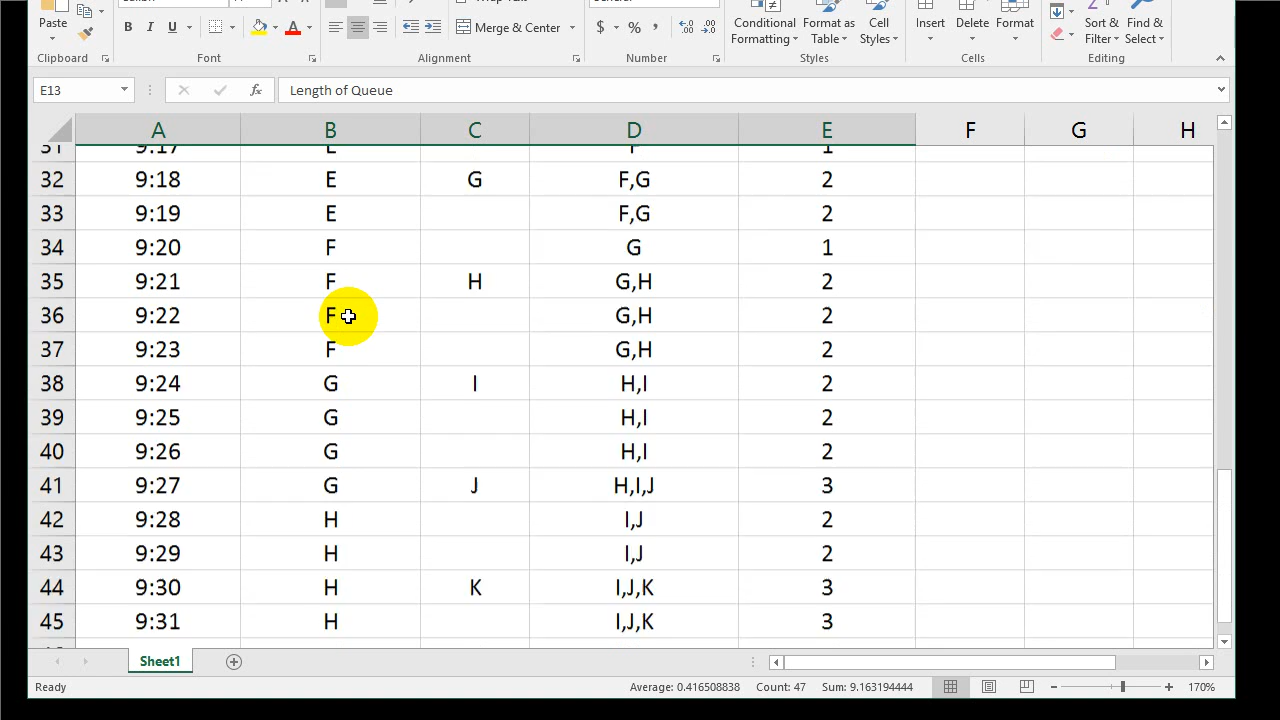 Paste
B I U
Merge & Center
$ % ,
Conditional Formatting
Format as Table
Cell Styles
Insert
Delete
Format
Sort & Filter
Find & Select
Clipboard
Font
Alignment
Number
Styles
Cells
Editing
E13 fx Length of Queue
A B C D E F G H
31 9:17 E F 1
32 9:18 E G F,G 2
33 9:19 E F,G 2
34 9:20 F G 1
35 9:21 F H G,H 2
36 9:22 F G,H 2
37 9:23 F G,H 2
38 9:24 G I H,I 2
39 9:25 G H,I 2
40 9:26 G H,I 2
41 9:27 G J H,I,J 3
42 9:28 H I,J 2
43 9:29 H I,J 2
44 9:30 H K I,J,K 3
45 9:31 H I,J,K 3
Sheet1
Ready Average: 0.416508838 Count: 47 Sum: 9.163194444 170%